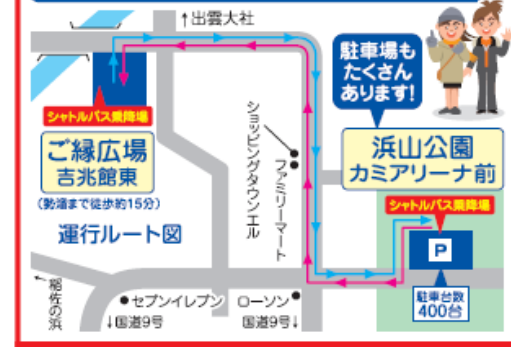 ↑出雲大社
駐車場も
たくさん
あります!
シャトルバス乗降場
ご縁広場
吉兆館東
(勢溜まで徒歩約15分)
運行ルート図
ショッピングタウンエル
ファミリーマート
浜山公園
カミアリーナ前
シャトルバス乗降場
P
駐車台数
400台
←稲佐の浜
●セブンイレブン
ローソン●
↓国道9号
国道9号↓